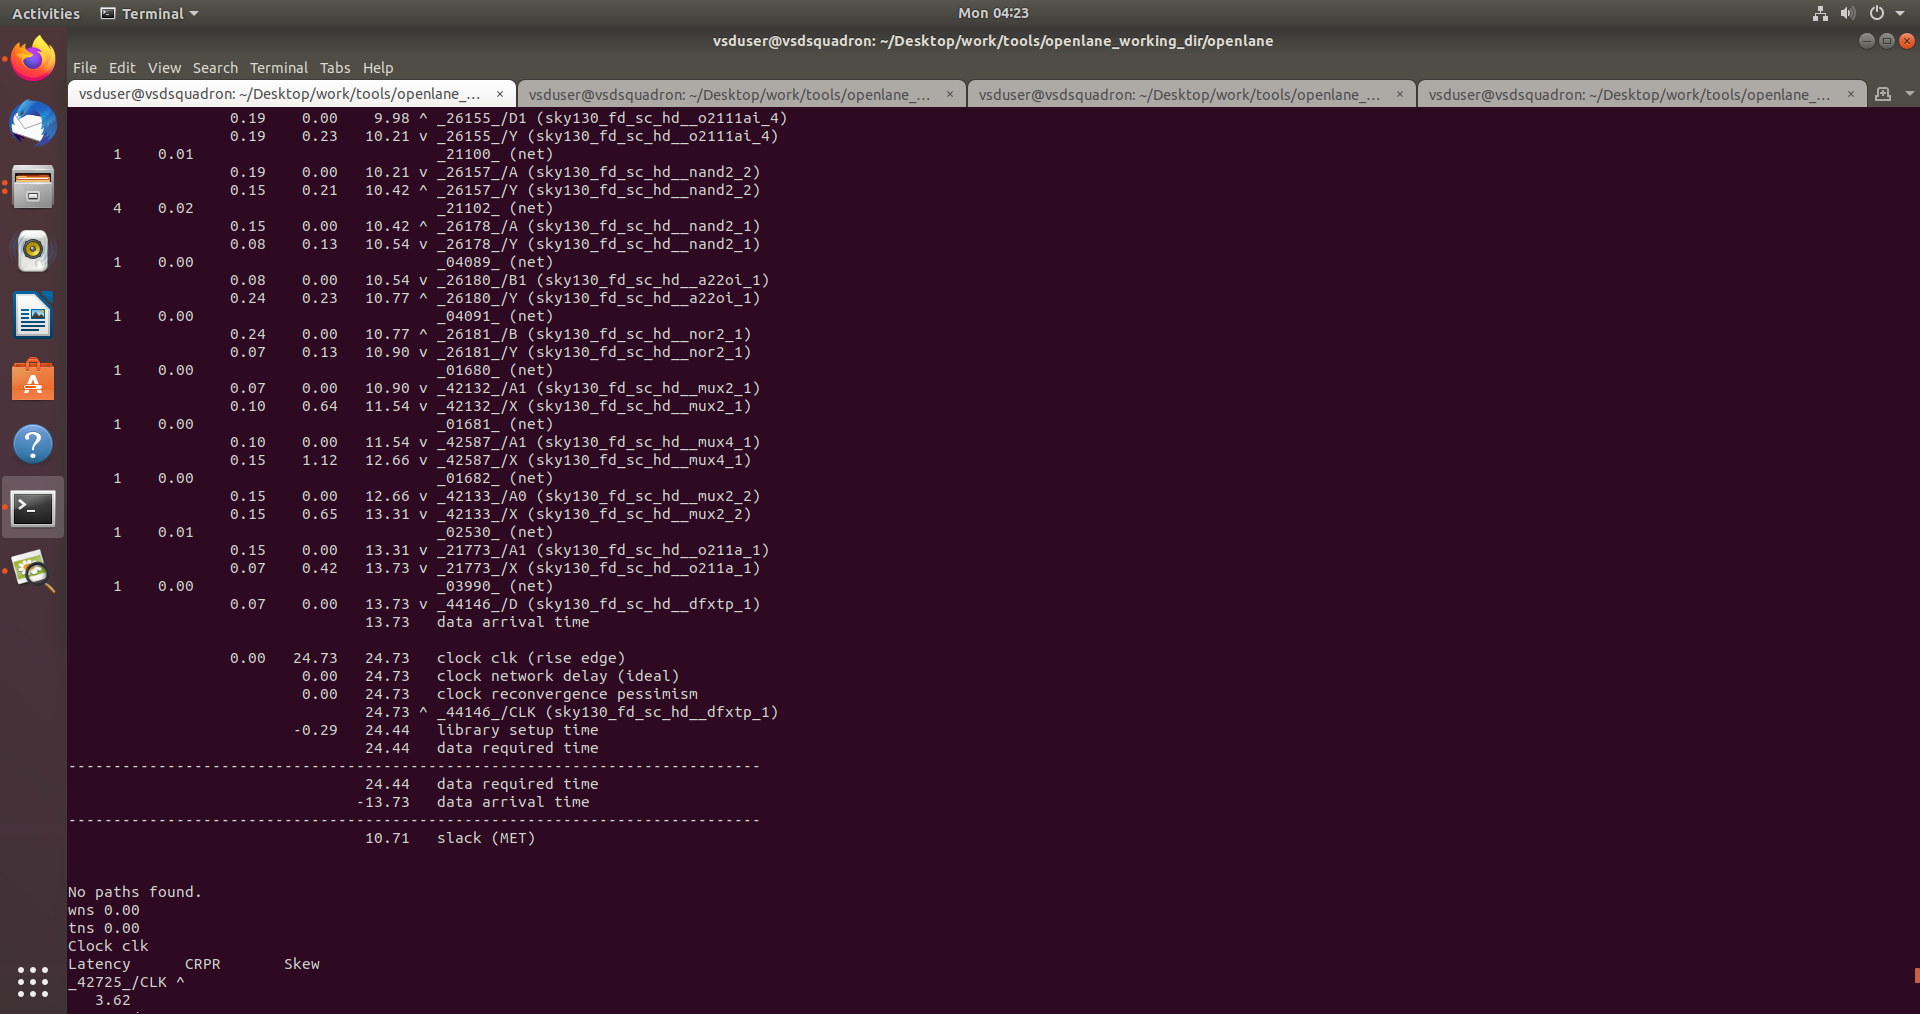 Activities Terminal Mon 04:23
vsduser@vsdsquadron: ~/Desktop/work/tools/openlane_working_dir/openlane
File Edit View Search Terminal Tabs Help
vsduser@vsdsquadron: ~/Desktop/work/tools/openlane_... × vsduser@vsdsquadron: ~/Desktop/work/tools/openlane_... × vsduser@vsdsquadron: ~/Desktop/work/tools/openlane_... × vsduser@vsdsquadron: ~/Desktop/work/tools/openlane_... ×
0.19 0.00 9.98 ^ _26155_/D1 (sky130_fd_sc_hd__o2111ai_4)
0.19 0.23 10.21 v _26155_/Y (sky130_fd_sc_hd__o2111ai_4)
1 0.01 _21100_ (net)
0.19 0.00 10.21 v _26157_/A (sky130_fd_sc_hd__nand2_2)
0.15 0.21 10.42 ^ _26157_/Y (sky130_fd_sc_hd__nand2_2)
4 0.02 _21102_ (net)
0.15 0.00 10.42 ^ _26178_/A (sky130_fd_sc_hd__nand2_1)
0.08 0.13 10.54 v _26178_/Y (sky130_fd_sc_hd__nand2_1)
1 0.00 _04089_ (net)
0.08 0.00 10.54 v _26180_/B1 (sky130_fd_sc_hd__a22oi_1)
0.24 0.23 10.77 ^ _26180_/Y (sky130_fd_sc_hd__a22oi_1)
1 0.00 _04091_ (net)
0.24 0.00 10.77 ^ _26181_/B (sky130_fd_sc_hd__nor2_1)
0.07 0.13 10.90 v _26181_/Y (sky130_fd_sc_hd__nor2_1)
1 0.00 _01680_ (net)
0.07 0.00 10.90 v _42132_/A1 (sky130_fd_sc_hd__mux2_1)
0.10 0.64 11.54 v _42132_/X (sky130_fd_sc_hd__mux2_1)
1 0.00 _01681_ (net)
0.10 0.00 11.54 v _42587_/A1 (sky130_fd_sc_hd__mux4_1)
0.15 1.12 12.66 v _42587_/X (sky130_fd_sc_hd__mux4_1)
1 0.00 _01682_ (net)
0.15 0.00 12.66 v _42133_/A0 (sky130_fd_sc_hd__mux2_2)
0.15 0.65 13.31 v _42133_/X (sky130_fd_sc_hd__mux2_2)
1 0.01 _02530_ (net)
0.15 0.00 13.31 v _21773_/A1 (sky130_fd_sc_hd__o211a_1)
0.07 0.42 13.73 v _21773_/X (sky130_fd_sc_hd__o211a_1)
1 0.00 _03990_ (net)
0.07 0.00 13.73 v _44146_/D (sky130_fd_sc_hd__dfxtp_1)
13.73 data arrival time
0.00 24.73 24.73 clock clk (rise edge)
0.00 24.73 clock network delay (ideal)
0.00 24.73 clock reconvergence pessimism
24.73 ^ _44146_/CLK (sky130_fd_sc_hd__dfxtp_1)
-0.29 24.44 library setup time
24.44 data required time
-----------------------------------------------------------------------------
24.44 data required time
-13.73 data arrival time
-----------------------------------------------------------------------------
10.71 slack (MET)
No paths found.
wns 0.00
tns 0.00
Clock clk
Latency CRPR Skew
_42725_/CLK ^
3.62